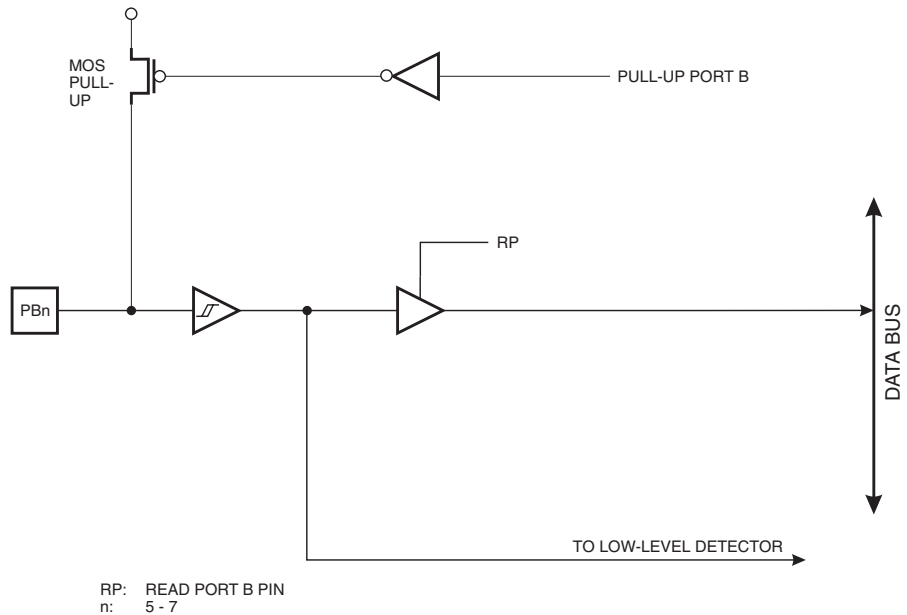 MOS
PULL-
UP
PULL-UP PORT B
RP
PBn
DATA BUS
TO LOW-LEVEL DETECTOR
RP: READ PORT B PIN
n: 5 - 7